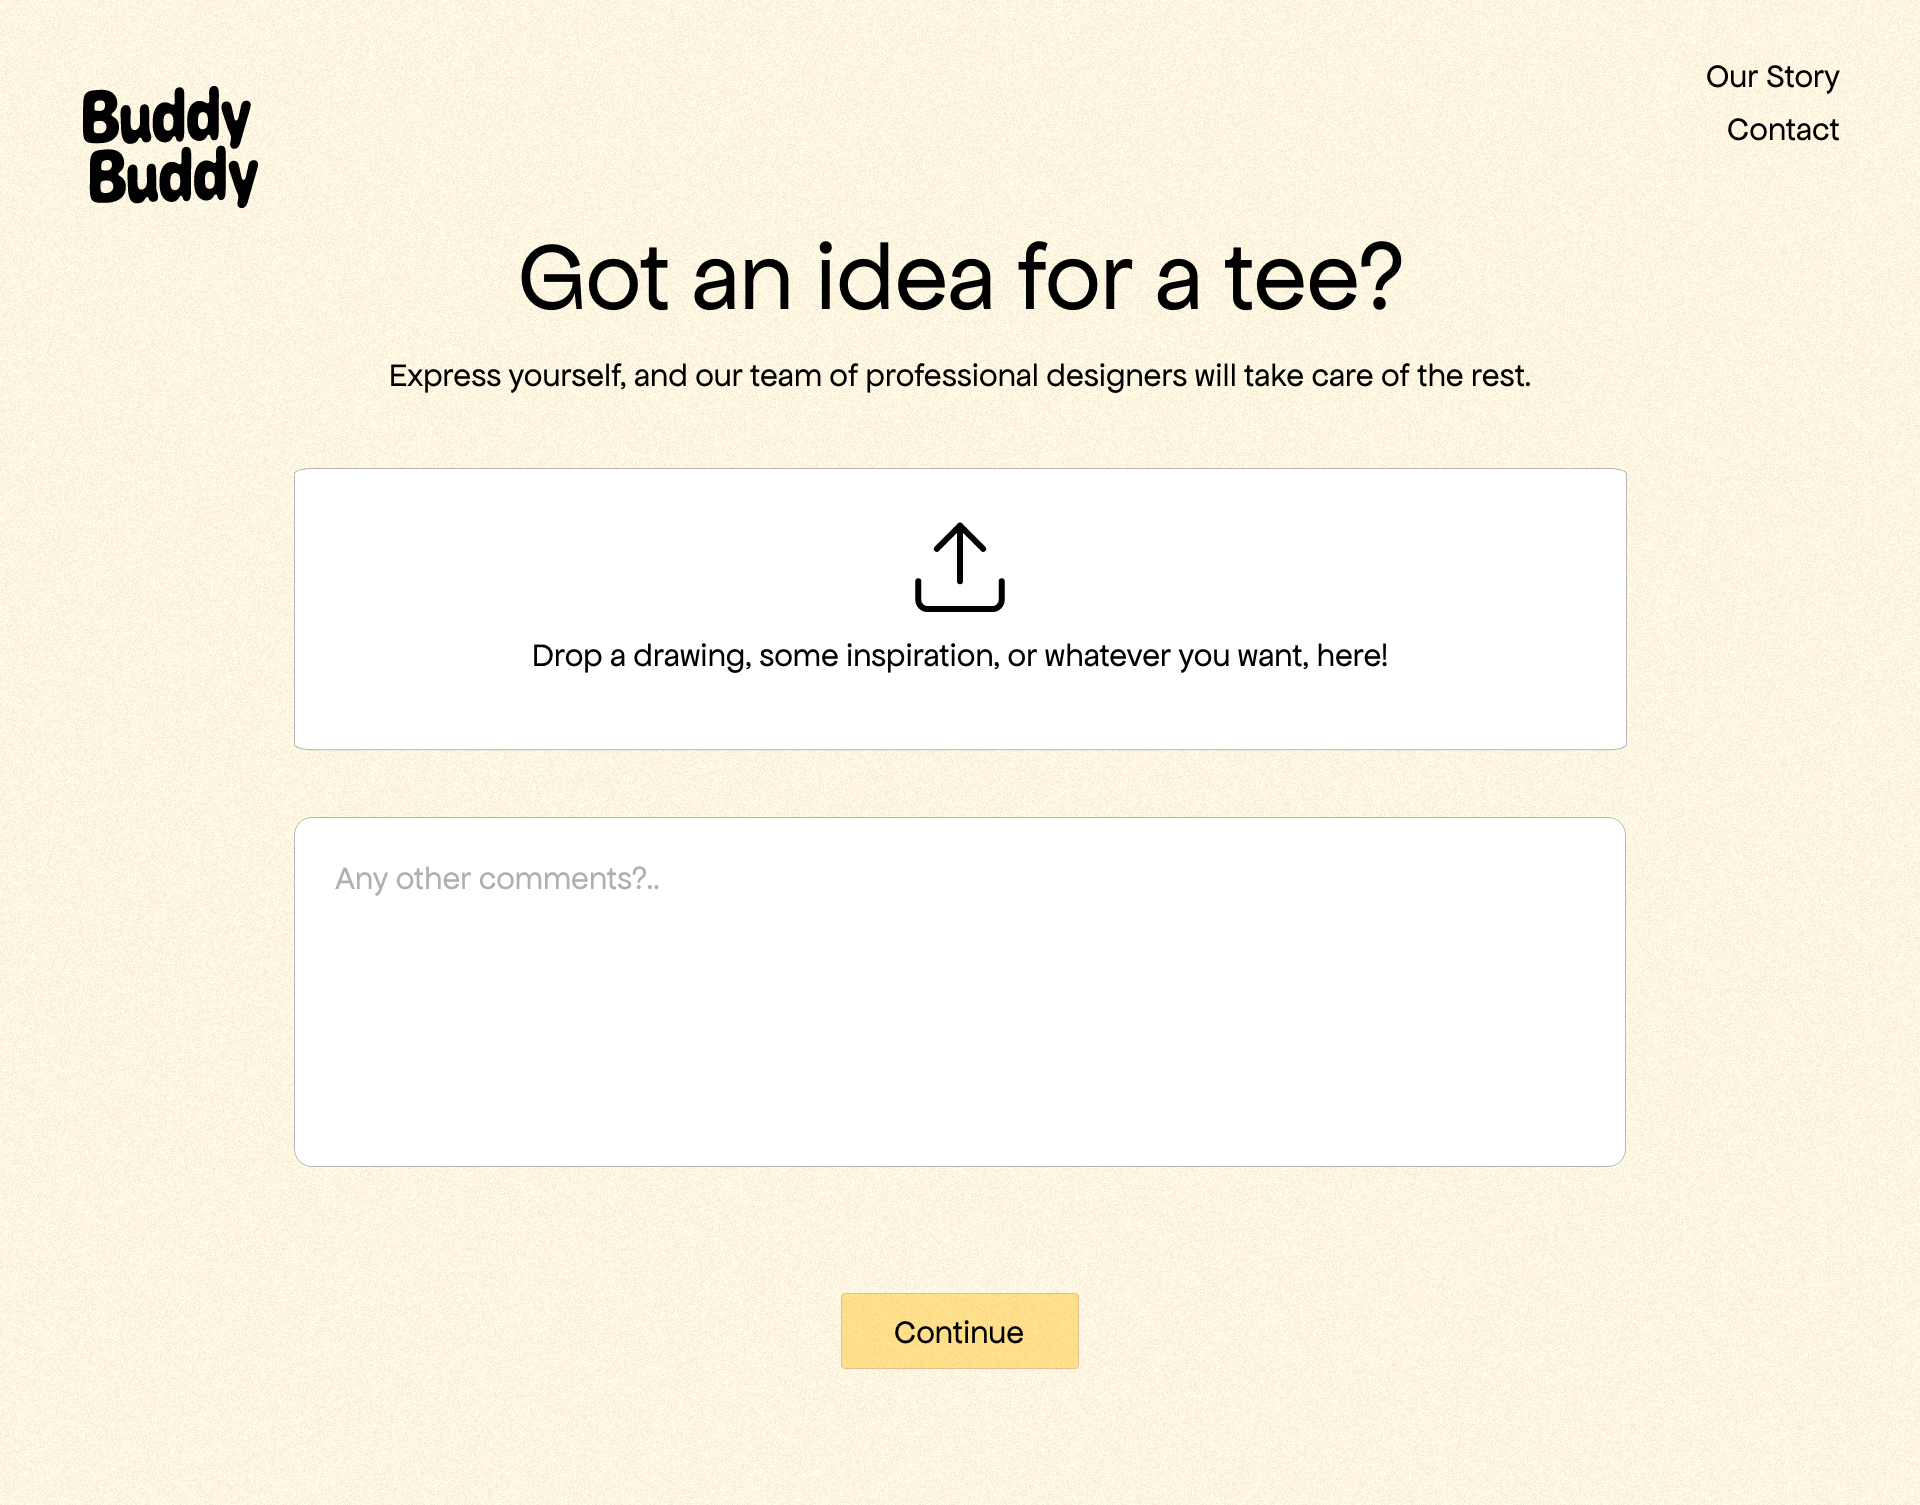 Buddy
Buddy
Our Story
Contact
Got an idea for a tee?
Express yourself, and our team of professional designers will take care of the rest.
Drop a drawing, some inspiration, or whatever you want, here!
Any other comments?..
Continue